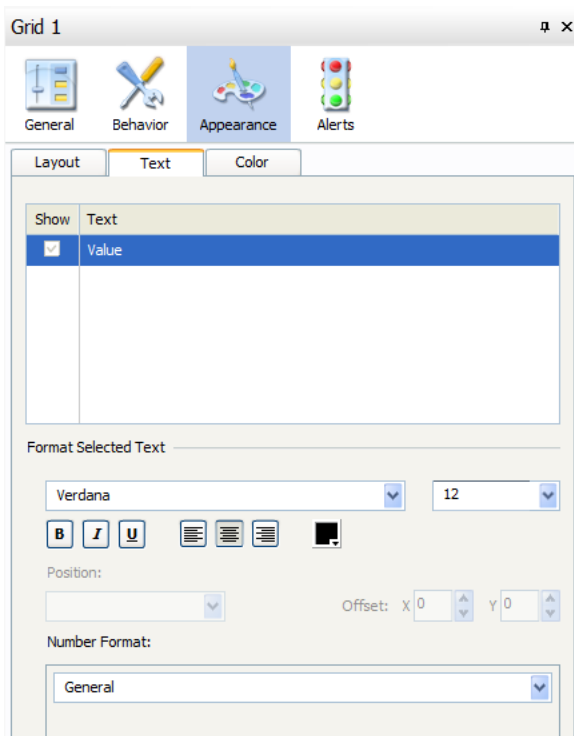 Grid 1
General Behavior Appearance Alerts
Layout Text Color
Show Text
Value
Format Selected Text
Verdana 12
B I U
Position:
Offset: X 0 Y 0
Number Format:
General